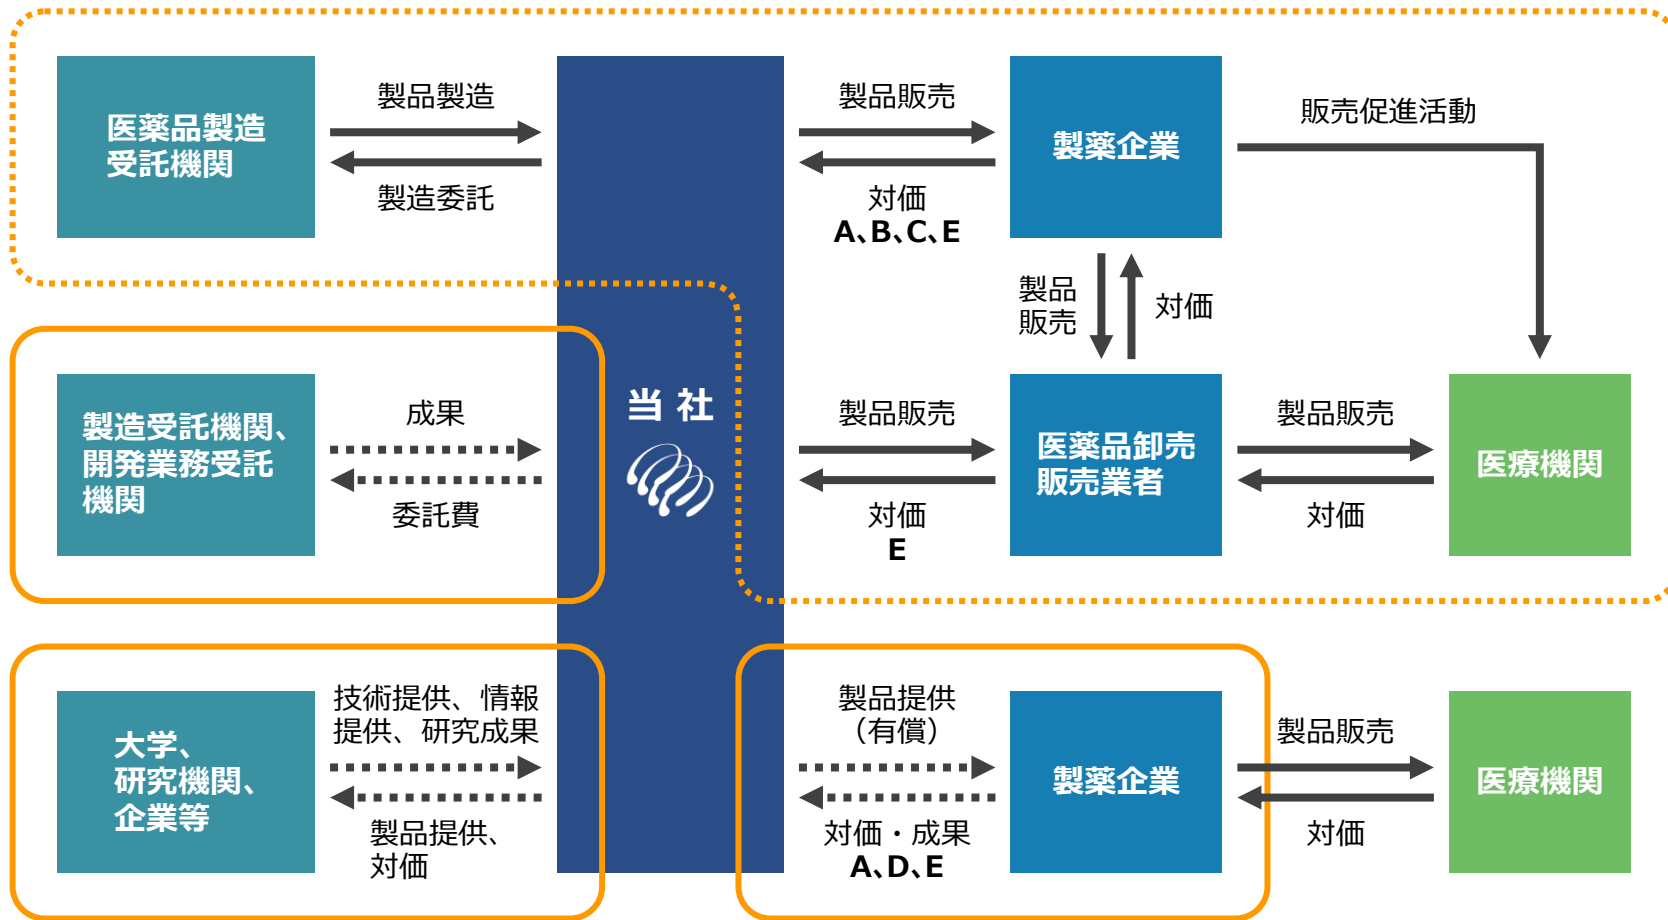 医薬品製造
受託機関
製品製造
製造委託
製品販売
対価
A、B、C、E
製薬企業
販売促進活動
製品
販売
対価
製造受託機関、
開発業務受託
機関
成果
委託費
当社
製品販売
対価
E
医薬品卸売
販売業者
製品販売
対価
医療機関
大学、
研究機関、
企業等
技術提供、情報
提供、研究成果
製品提供、
対価
製品提供
（有償）
対価・成果
A、D、E
製薬企業
製品販売
対価
医療機関